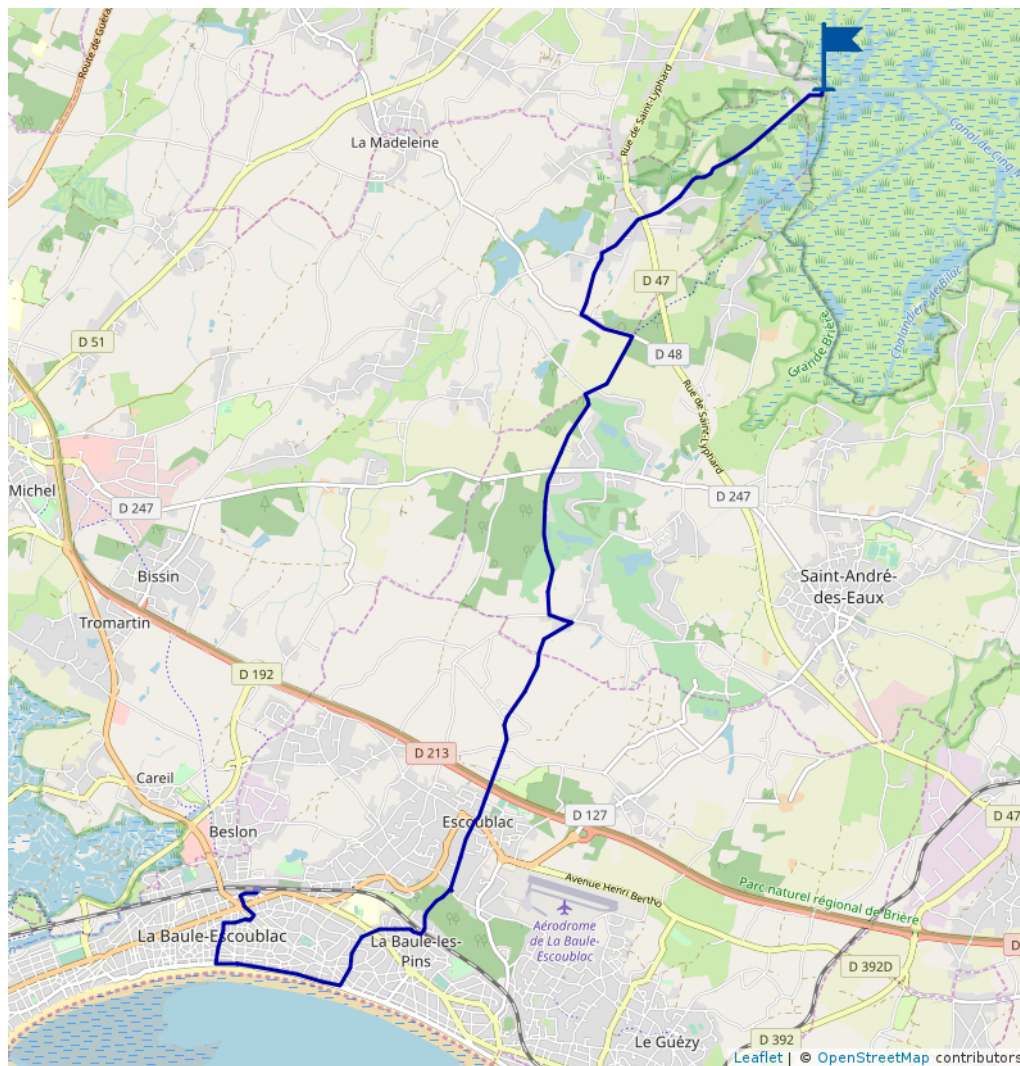 Route de Guéra
Rue de Saint-Lyphard
La Madeleine
Canal de Cinq
D 47
D 51
D 48
Chalandière de Bilac
Grande Brière
Rue de Saint-Lyphard
Michel
D 247
D 247
Bissin
Saint-André-
des-Eaux
Tromartin
D 192
D 213
Careil
Beslon
Escoublac
D 127
D 47
Avenue Henri Bertho
Parc naturel régional de Brière
La Baule-Escoublac
La Baule-les-
Pins
Aérodrome
de La Baule-
Escoublac
D
D 392D
Le Guézy
D 392
Leaflet | © OpenStreetMap contributors